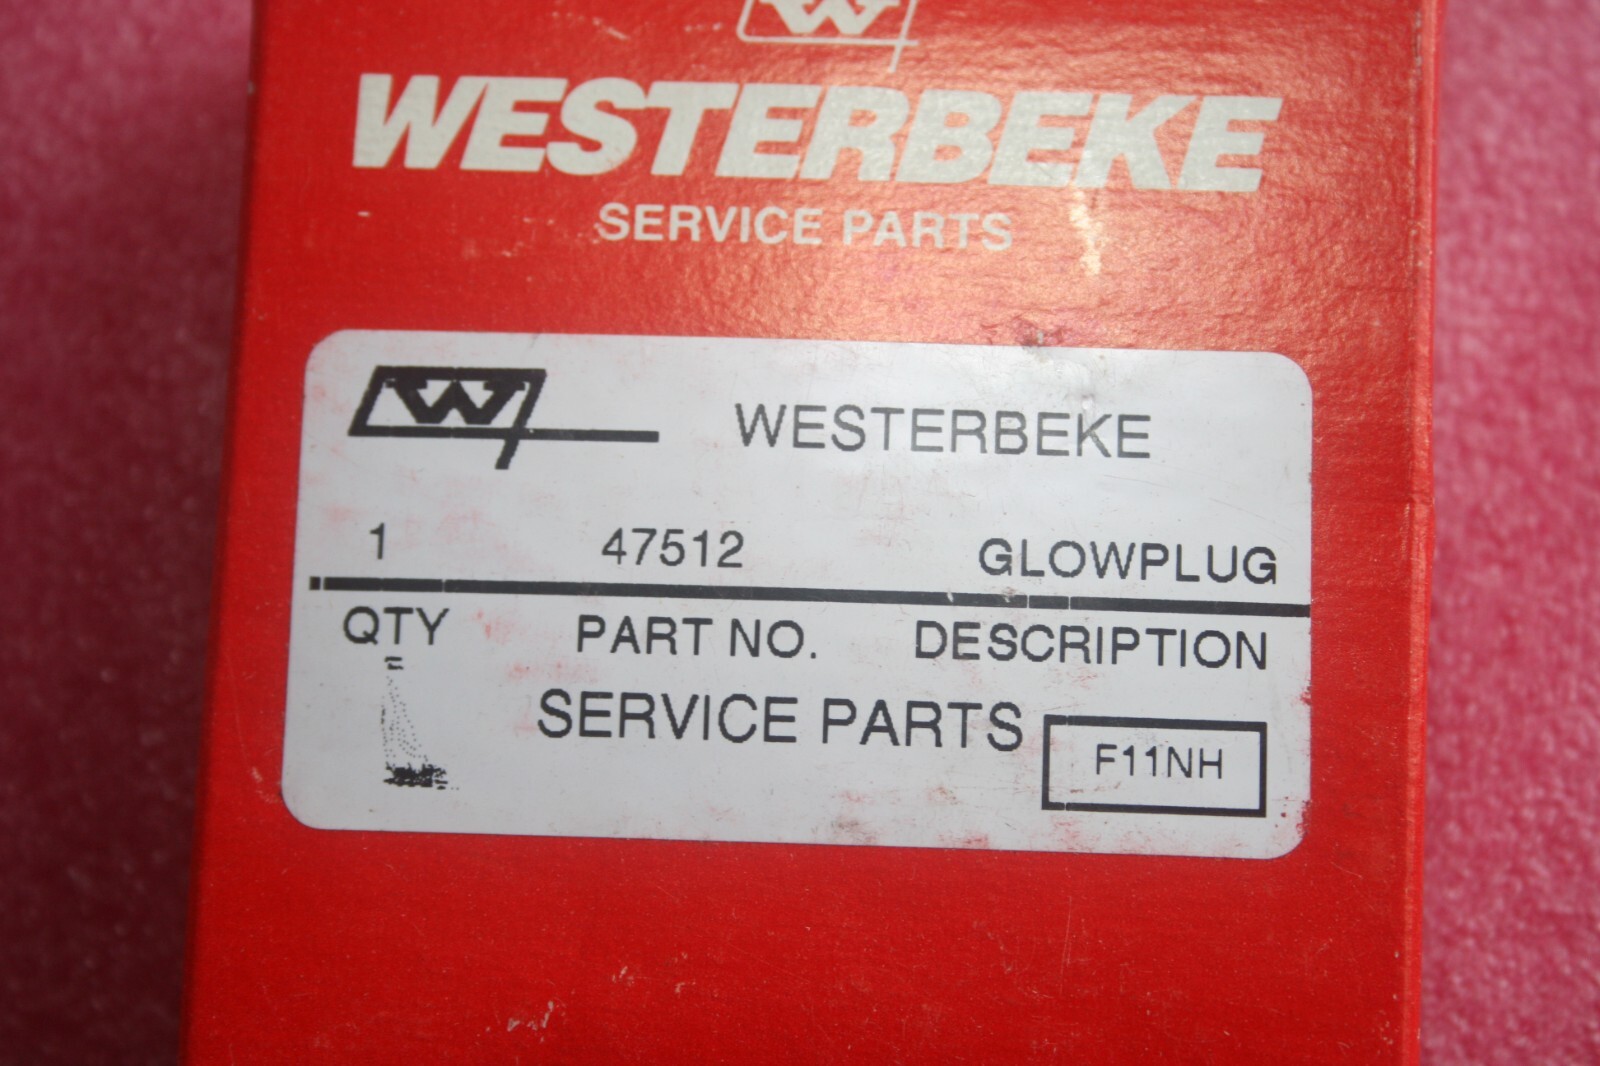 W
WESTERBEKE
SERVICE PARTS
W WESTERBEKE
1 47512 GLOWPLUG
QTY PART NO. DESCRIPTION
SERVICE PARTS
F11NH